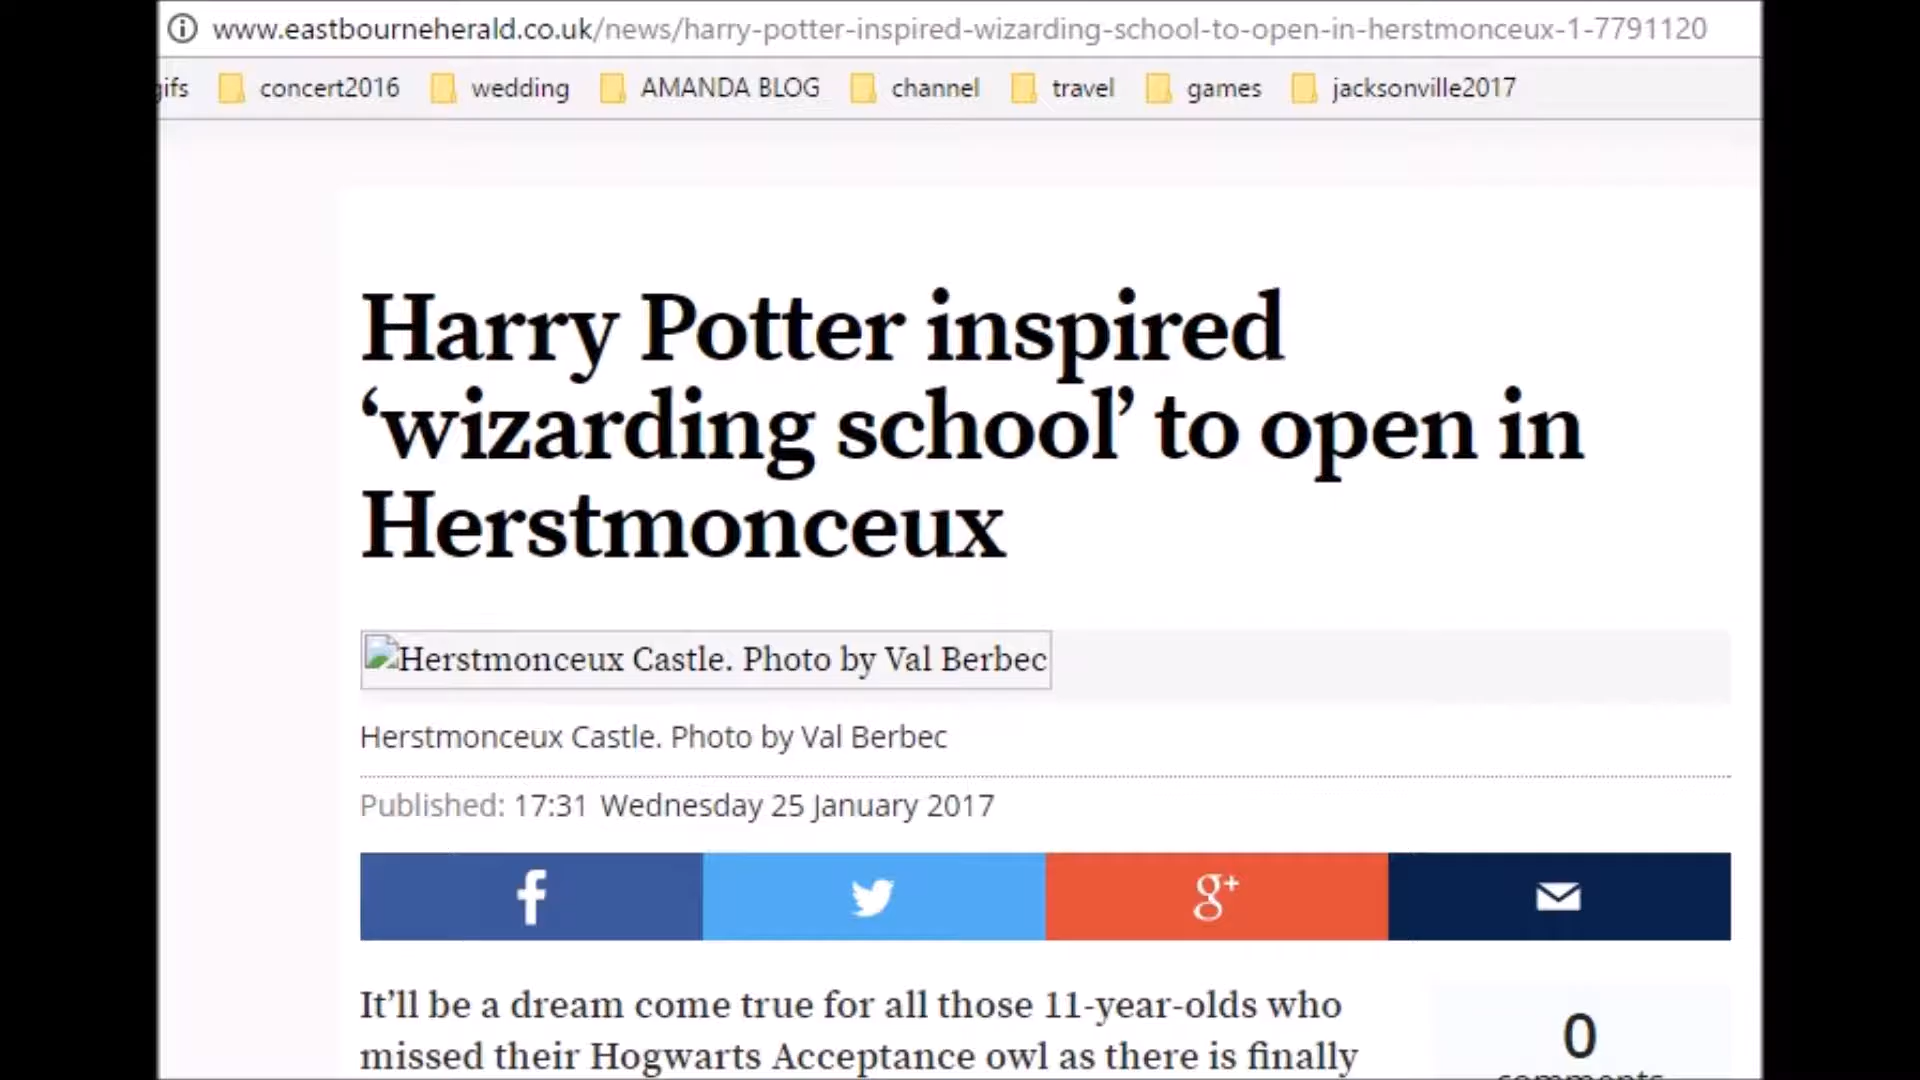 www.eastbourneherald.co.uk/news/harry-potter-inspired-wizarding-school-to-open-in-herstmonceux-1-7791120
gifs concert2016 wedding AMANDA BLOG channel travel games jacksonville2017
Harry Potter inspired
‘wizarding school’ to open in
Herstmonceux
Herstmonceux Castle. Photo by Val Berbec
Herstmonceux Castle. Photo by Val Berbec
Published: 17:31 Wednesday 25 January 2017
f g+
It’ll be a dream come true for all those 11-year-olds who
missed their Hogwarts Acceptance owl as there is finally
0
comments